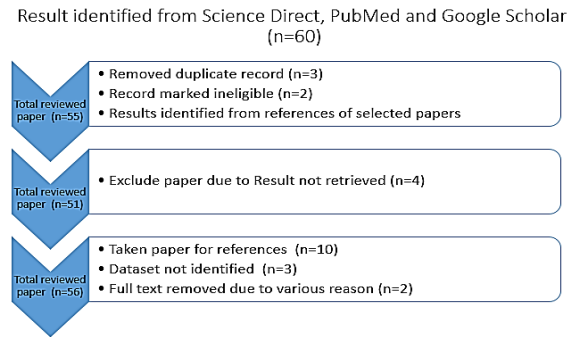 Result identified from Science Direct, PubMed and Google Scholar
(n=60)
Total reviewed
paper (n=55)
• Removed duplicate record (n=3)
• Record marked ineligible (n=2)
• Results identified from references of selected papers
Total reviewed
paper (n=51)
• Exclude paper due to Result not retrieved (n=4)
Total reviewed
paper (n=56)
• Taken paper for references (n=10)
• Dataset not identified (n=3)
• Full text removed due to various reason (n=2)